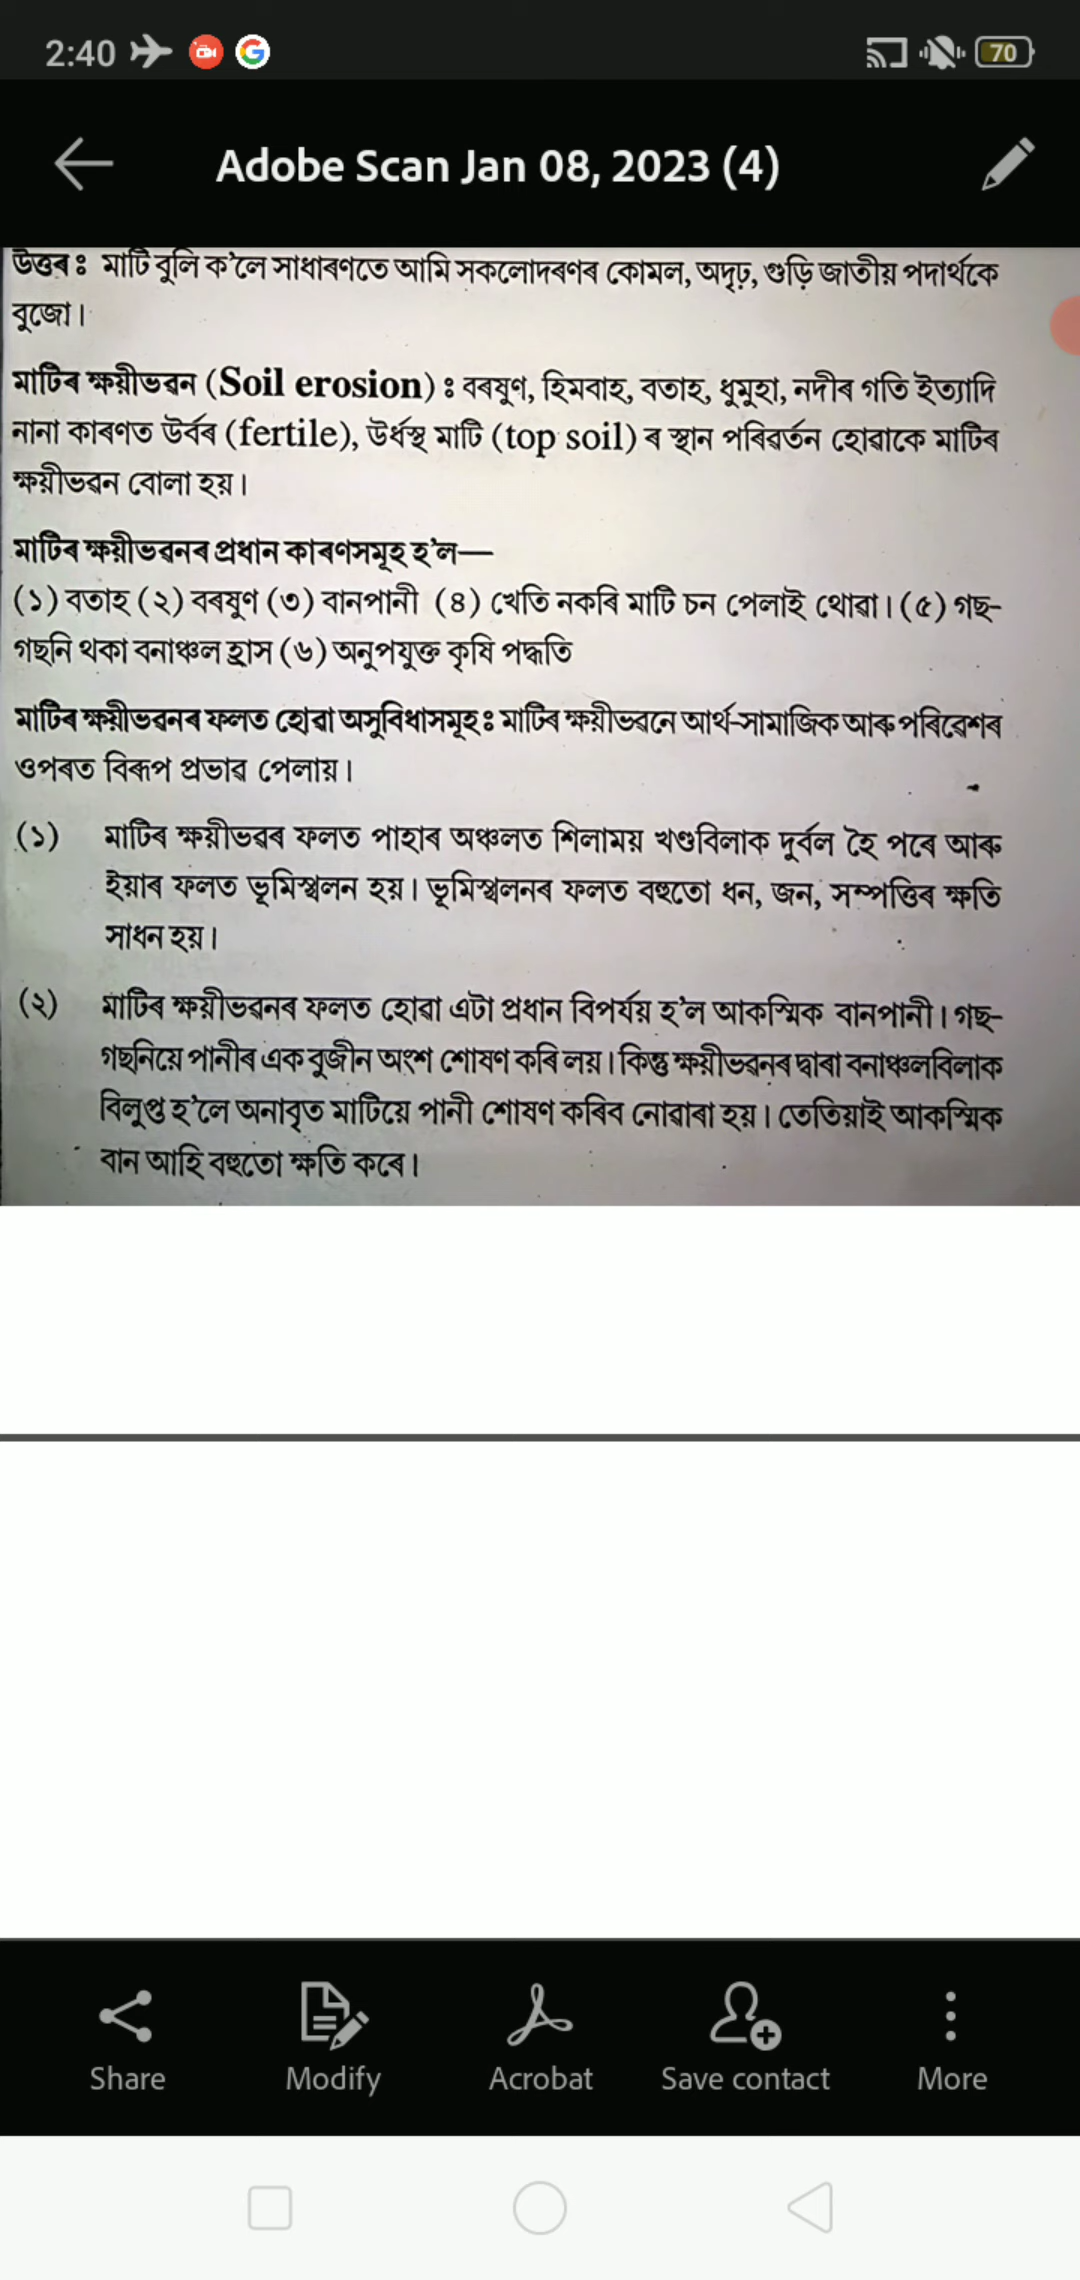 2:40
70
Adobe Scan Jan 08, 2023 (4)
উত্তৰঃ মাটি বুলি ক'লে সাধাৰণতে আমি সকলোদৰণৰ কোমল, অদৃঢ়, গুড়ি জাতীয় পদাৰ্থকে
বুজো।
মাটিৰ ক্ষয়ীভৱন (Soil erosion) ঃ বৰষুণ, হিমবাহ, বতাহ, ধুমুহা, নদীৰ গতি ইত্যাদি
নানা কাৰণত উৰ্বৰ (fertile), উৰ্ধস্থ মাটি (top soil) ৰ স্থান পৰিৱৰ্তন হোৱাকে মাটিৰ
ক্ষয়ীভৱন বোলা হয়।
মাটিৰ ক্ষয়ীভৱনৰ প্ৰধান কাৰণসমূহ হ'ল—
(১) বতাহ (২) বৰষুণ (৩) বানপানী (৪) খেতি নকৰি মাটি চন পেলাই থোৱা। (৫) গছ-
গছনি থকা বনাঞ্চল হ্ৰাস (৬) অনুপযুক্ত কৃষি পদ্ধতি
মাটিৰ ক্ষয়ীভৱনৰ ফলত হোৱা অসুবিধাসমূহঃ মাটিৰ ক্ষয়ীভৱনে আৰ্থ-সামাজিক আৰু পৰিৱেশৰ
ওপৰত বিৰূপ প্ৰভাৱ পেলায়।
(১) মাটিৰ ক্ষয়ীভৱৰ ফলত পাহাৰ অঞ্চলত শিলাময় খণ্ডবিলাক দুৰ্বল হৈ পৰে আৰু
ইয়াৰ ফলত ভূমিস্খলন হয়। ভূমিস্খলনৰ ফলত বহুতো ধন, জন, সম্পত্তিৰ ক্ষতি
সাধন হয়।
(২) মাটিৰ ক্ষয়ীভৱনৰ ফলত হোৱা এটা প্ৰধান বিপৰ্যয় হ'ল আকস্মিক বানপানী। গছ-
গছনিয়ে পানীৰ এক বুজীন অংশ শোষণ কৰি লয়। কিন্তু ক্ষয়ীভৱনৰ দ্বাৰা বনাঞ্চলবিলাক
বিলুপ্ত হ'লে অনাবৃত মাটিয়ে পানী শোষণ কৰিব নোৱাৰা হয়। তেতিয়াই আকস্মিক
বান আহি বহুতো ক্ষতি কৰে।
Share Modify Acrobat Save contact More